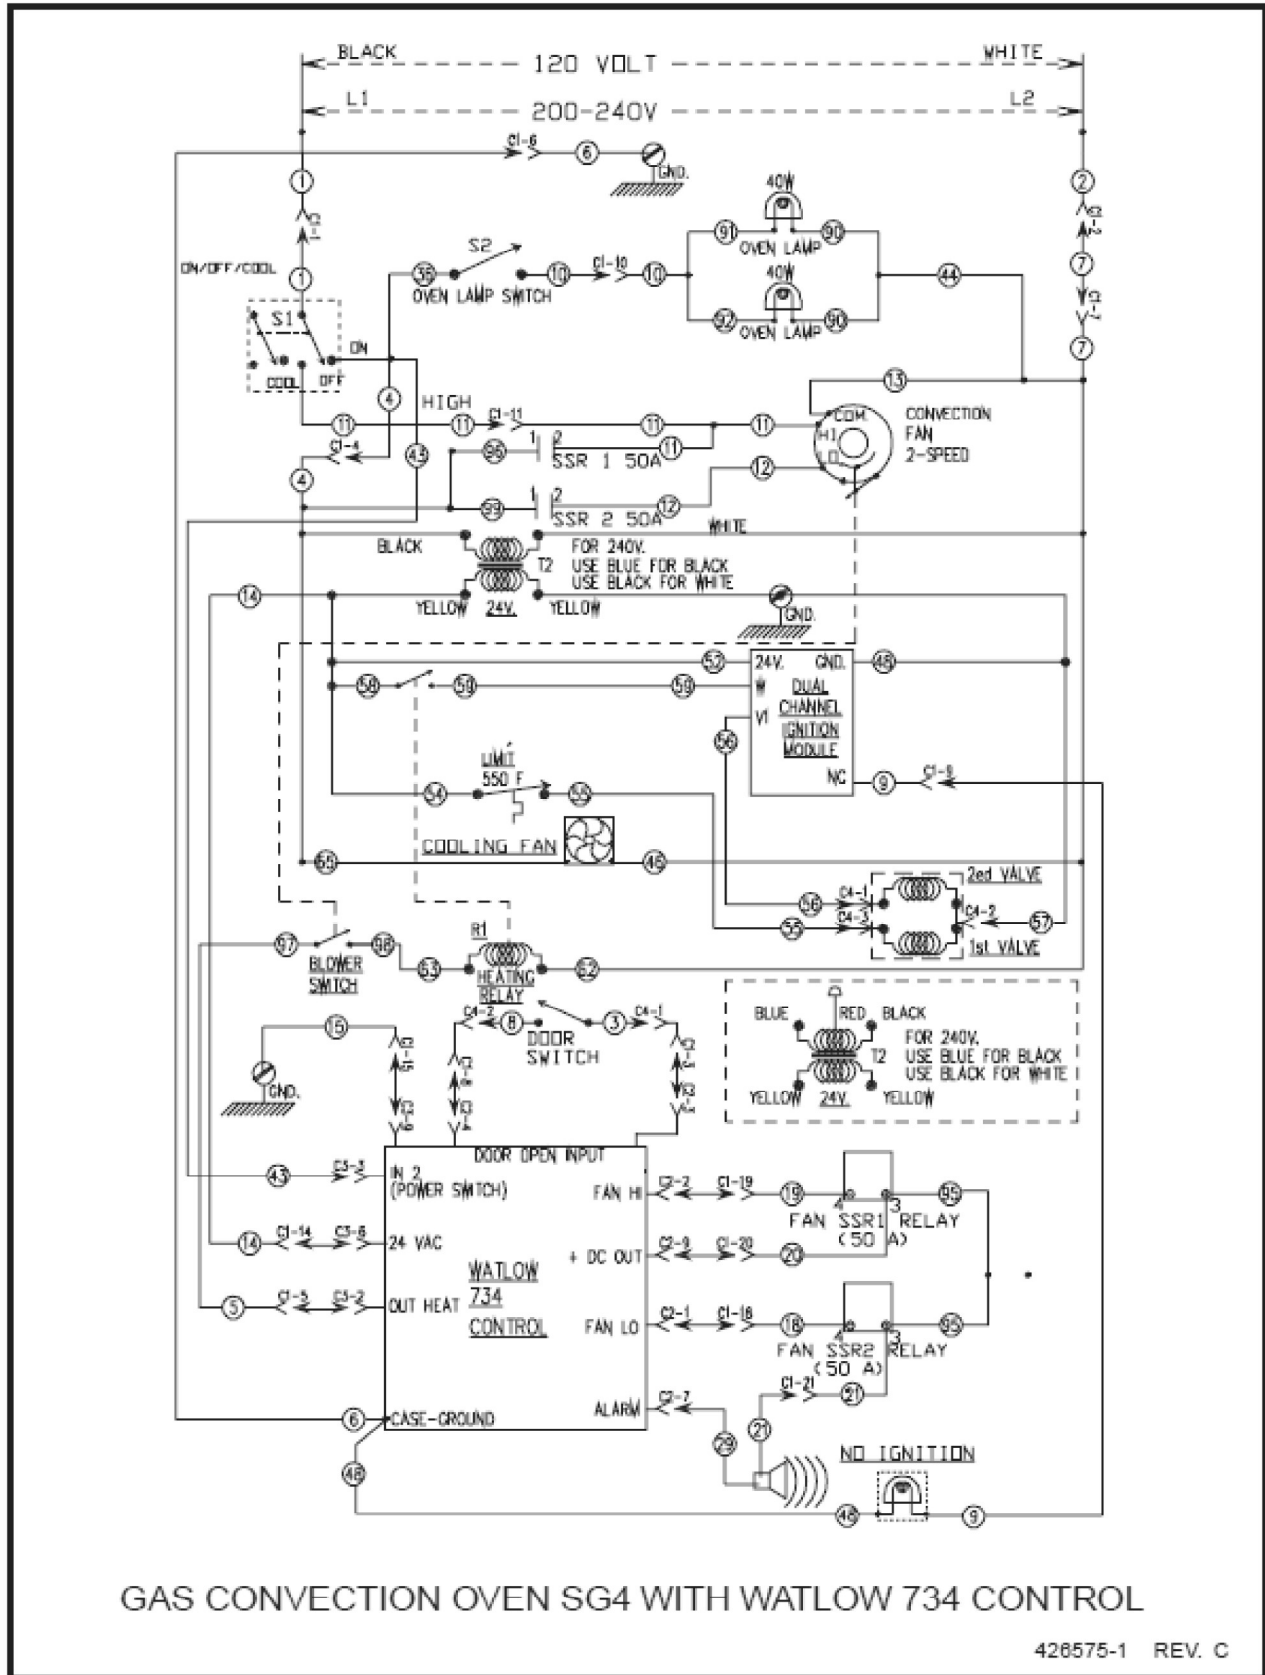 BLACK
120 VOLT
WHITE
L1
200-240V
L2
C1-6
6
GND.
1
2
40W
C1-1
C1-2
91
90
OVEN LAMP
S2
ON/OFF/COOL
1
36
10
C1-10
10
40W
44
7
OVEN LAMP SWITCH
C1-7
S1
92
90
OVEN LAMP
ON
7
COOL
OFF
13
4
HIGH
COM.
CONVECTION
FAN
2-SPEED
11
11
C1-11
11
11
HI
LO
C1-4
43
96
1
2
11
SSR 1 50A
12
4
99
1
2
12
SSR 2 50A
WHITE
BLACK
T2
FOR 240V.
USE BLUE FOR BLACK
USE BLACK FOR WHITE
14
YELLOW
24V.
YELLOW
GND.
52
24V.
GND.
48
58
59
59
W
DUAL
CHANNEL
IGNITION
MODULE
V1
56
LIMIT
550 F
N/C
9
C1-9
54
55
COOLING FAN
65
46
2ed VALVE
56
C4-1
C4-3
C4-2
57
55
1st. VALVE
97
98
R1
BLOWER
SWITCH
53
62
HEATING
RELAY
C4-2
8
3
C4-1
DOOR
SWITCH
BLUE
RED
BLACK
FOR 240V.
T2
USE BLUE FOR BLACK
USE BLACK FOR WHITE
YELLOW
24V.
YELLOW
15
C1-15
GND.
DOOR OPEN INPUT
43
IN 2
(POWER SWITCH)
FAN HI
C2-2
C1-19
19
4
3
95
FAN SSR1 RELAY
(50 A)
14
C1-14
C3-6
24 VAC
+ DC OUT
C2-9
C1-20
20
WATLOW
734
CONTROL
5
C1-5
OUT HEAT
FAN LO
C2-1
C1-18
18
4
3
95
FAN SSR2 RELAY
(50 A)
C1-21
21
ALARM
C2-7
6
CASE-GROUND
29
21
NO IGNITION
48
48
9
GAS CONVECTION OVEN SG4 WITH WATLOW 734 CONTROL
426575-1 REV. C